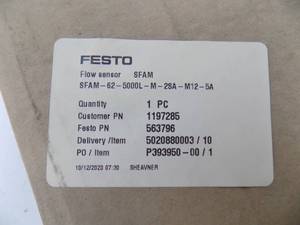 FESTO
Flow sensor SFAM
SFAM-62-5000L-M-2SA-M12-5A
Quantity 1 PC
Customer PN 1197285
Festo PN 563796
Delivery /Item 5020880003 / 10
PO / Item P393950-00 / 1
10/12/2020 07:30 SHEAVNER